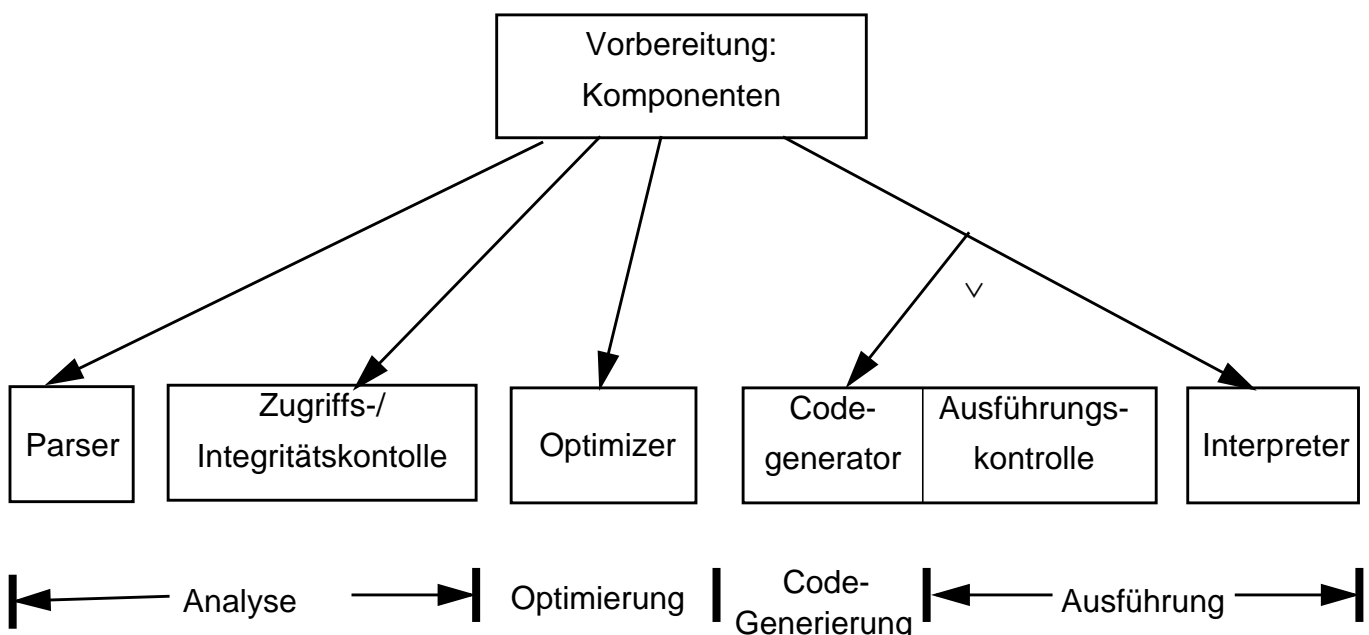 Vorbereitung:
Komponenten
∨
Parser
Zugriffs-/
Integritätskontolle
Optimizer
Code-
generator
Ausführungs-
kontrolle
Interpreter
Analyse
Optimierung
Code-
Generierung
Ausführung